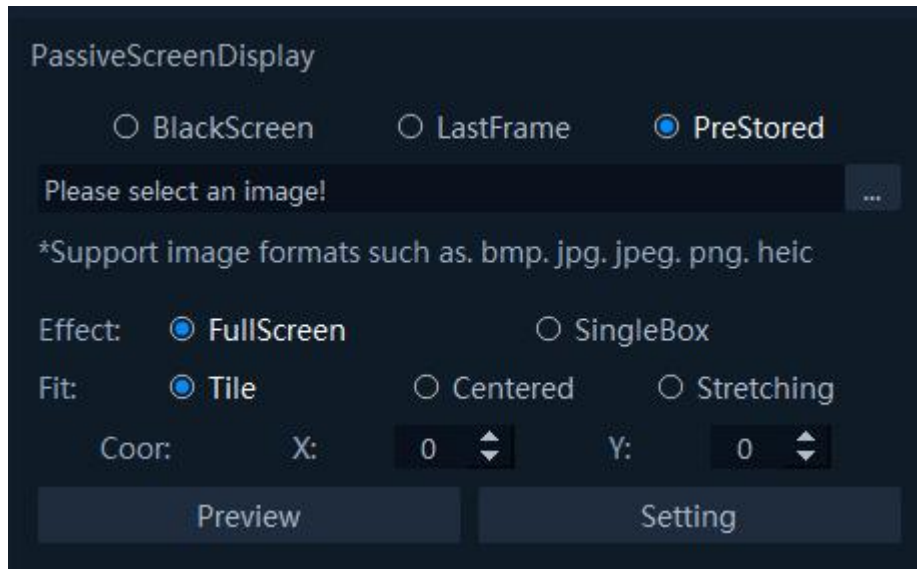 PassiveScreenDisplay
BlackScreen LastFrame PreStored
Please select an image! ...
*Support image formats such as. bmp. jpg. jpeg. png. heic
Effect: FullScreen SingleBox
Fit: Tile Centered Stretching
Coor: X: 0 Y: 0
Preview Setting